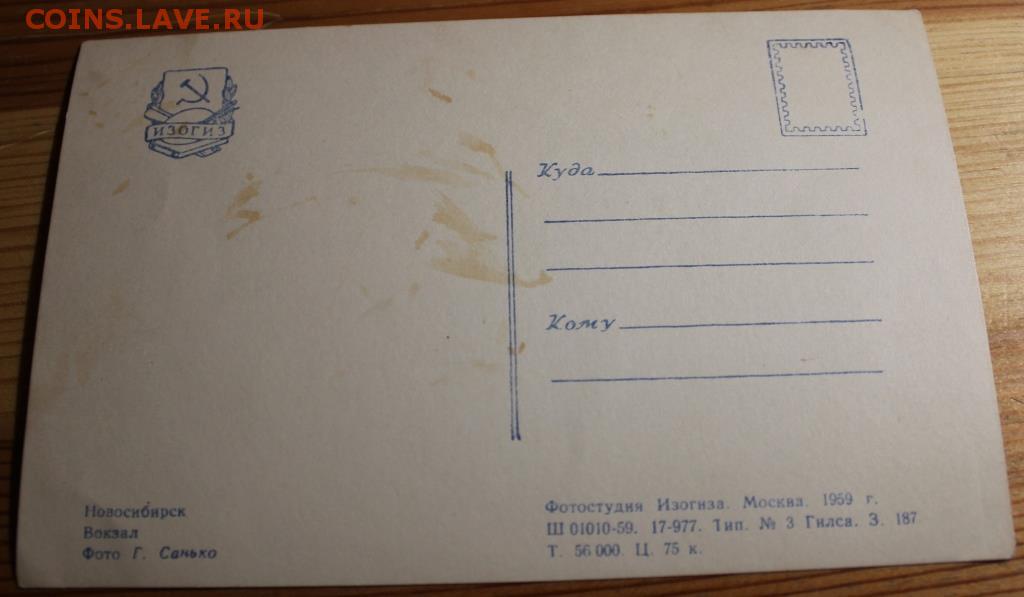 COINS.LAVE.RU
ИЗОГИЗ
Куда
Кому
Новосибирск
Вокзал
Фото Г. Санько
Фотостудия Изогиза. Москва. 1959 г.
Ш 01010-59. 17-977. Тип. № 3 Гилса. З. 187
Т. 56 000. Ц. 75 к.